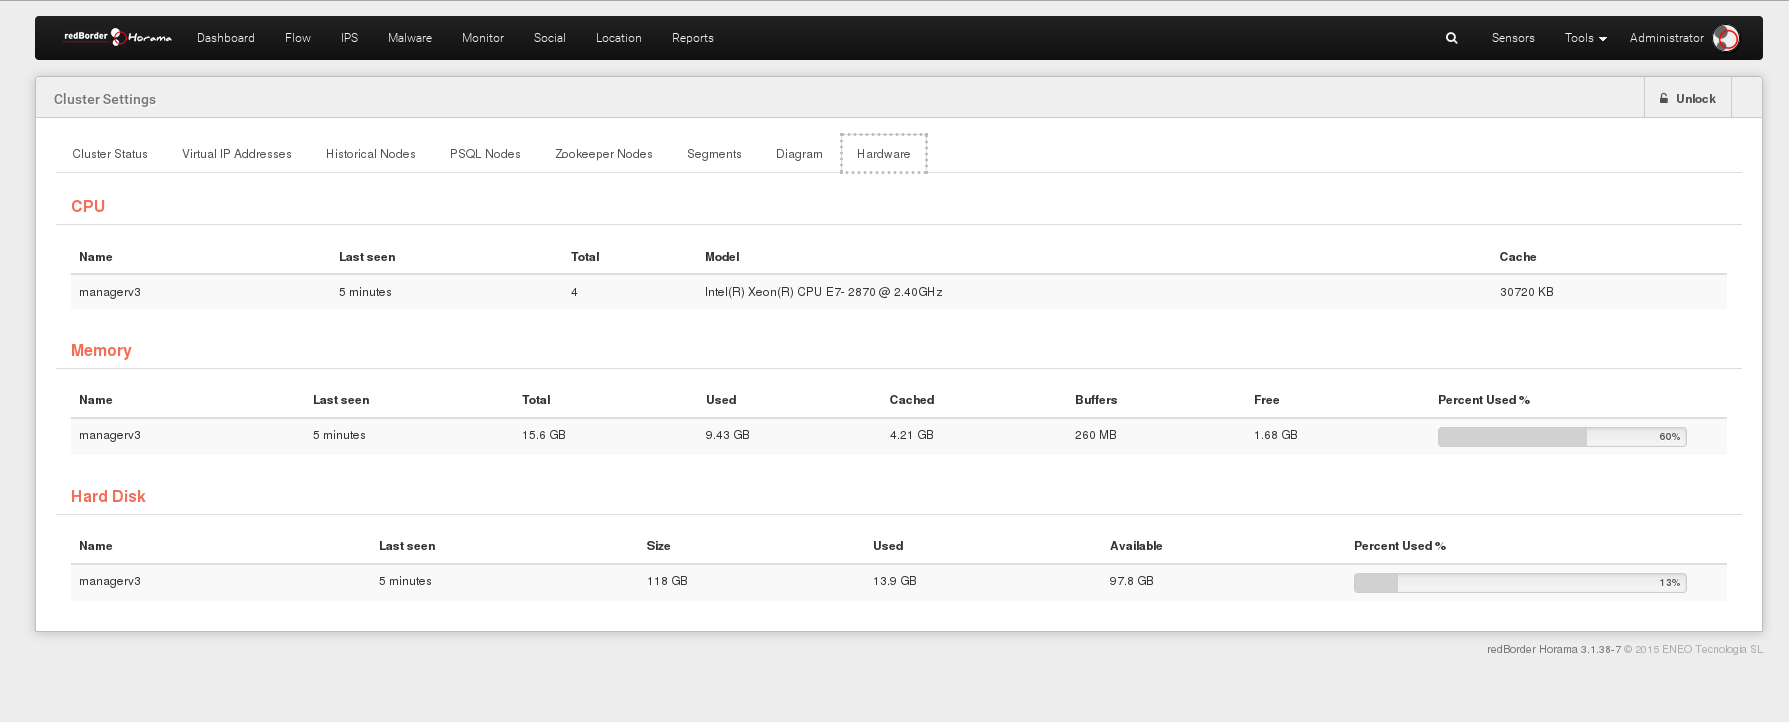 redBorder Horama Dashboard Flow IPS Malware Monitor Social Location Reports Sensors Tools Administrator
Cluster Settings Unlock
Cluster Status Virtual IP Addresses Historical Nodes PSQL Nodes Zookeeper Nodes Segments Diagram Hardware
CPU
Name Last seen Total Model Cache
managerv3 5 minutes 4 Intel(R) Xeon(R) CPU E7- 2870 @ 2.40GHz 30720 KB
Memory
Name Last seen Total Used Cached Buffers Free Percent Used %
managerv3 5 minutes 15.6 GB 9.43 GB 4.21 GB 260 MB 1.68 GB 60%
Hard Disk
Name Last seen Size Used Available Percent Used %
managerv3 5 minutes 118 GB 13.9 GB 97.8 GB 13%
redBorder Horama 3.1.38-7 © 2015 ENEO Tecnologia SL